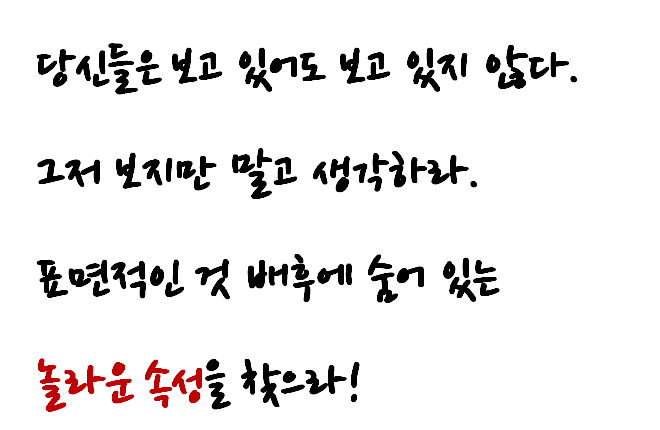 당신들은 보고 있어도 보고 있지 않다.
그저 보지만 말고 생각하라.
표면적인 것 배후에 숨어 있는
놀라운 속성을 찾으라!